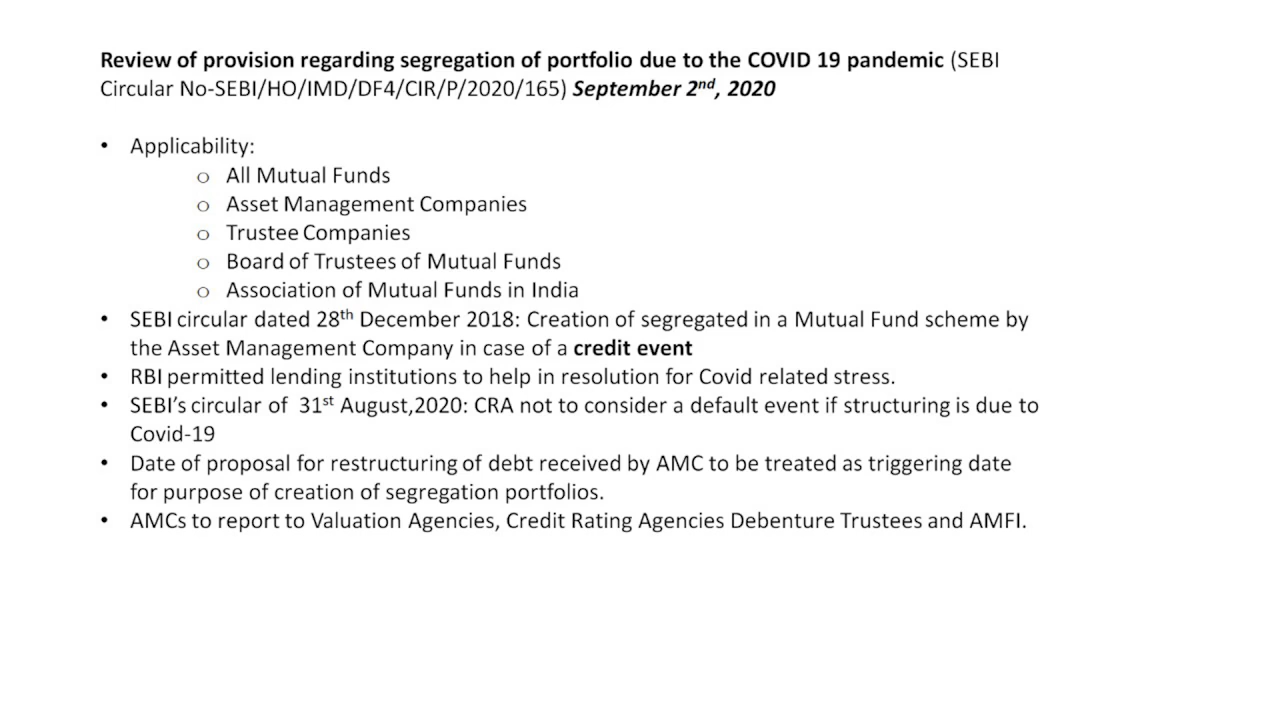 Review of provision regarding segregation of portfolio due to the COVID 19 pandemic (SEBI
Circular No-SEBI/HO/IMD/DF4/CIR/P/2020/165) September 2nd, 2020
• Applicability:
o All Mutual Funds
o Asset Management Companies
o Trustee Companies
o Board of Trustees of Mutual Funds
o Association of Mutual Funds in India
• SEBI circular dated 28th December 2018: Creation of segregated in a Mutual Fund scheme by
the Asset Management Company in case of a credit event
• RBI permitted lending institutions to help in resolution for Covid related stress.
• SEBI's circular of 31st August,2020: CRA not to consider a default event if structuring is due to
Covid-19
• Date of proposal for restructuring of debt received by AMC to be treated as triggering date
for purpose of creation of segregation portfolios.
• AMCs to report to Valuation Agencies, Credit Rating Agencies Debenture Trustees and AMFI.